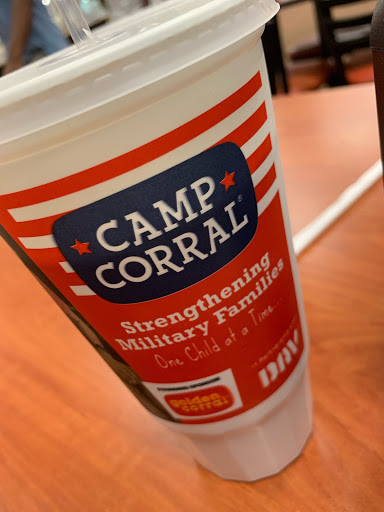 CAMP
CORRAL®
Strengthening
Military Families
One Child at a Time...
golden
corral
DAV